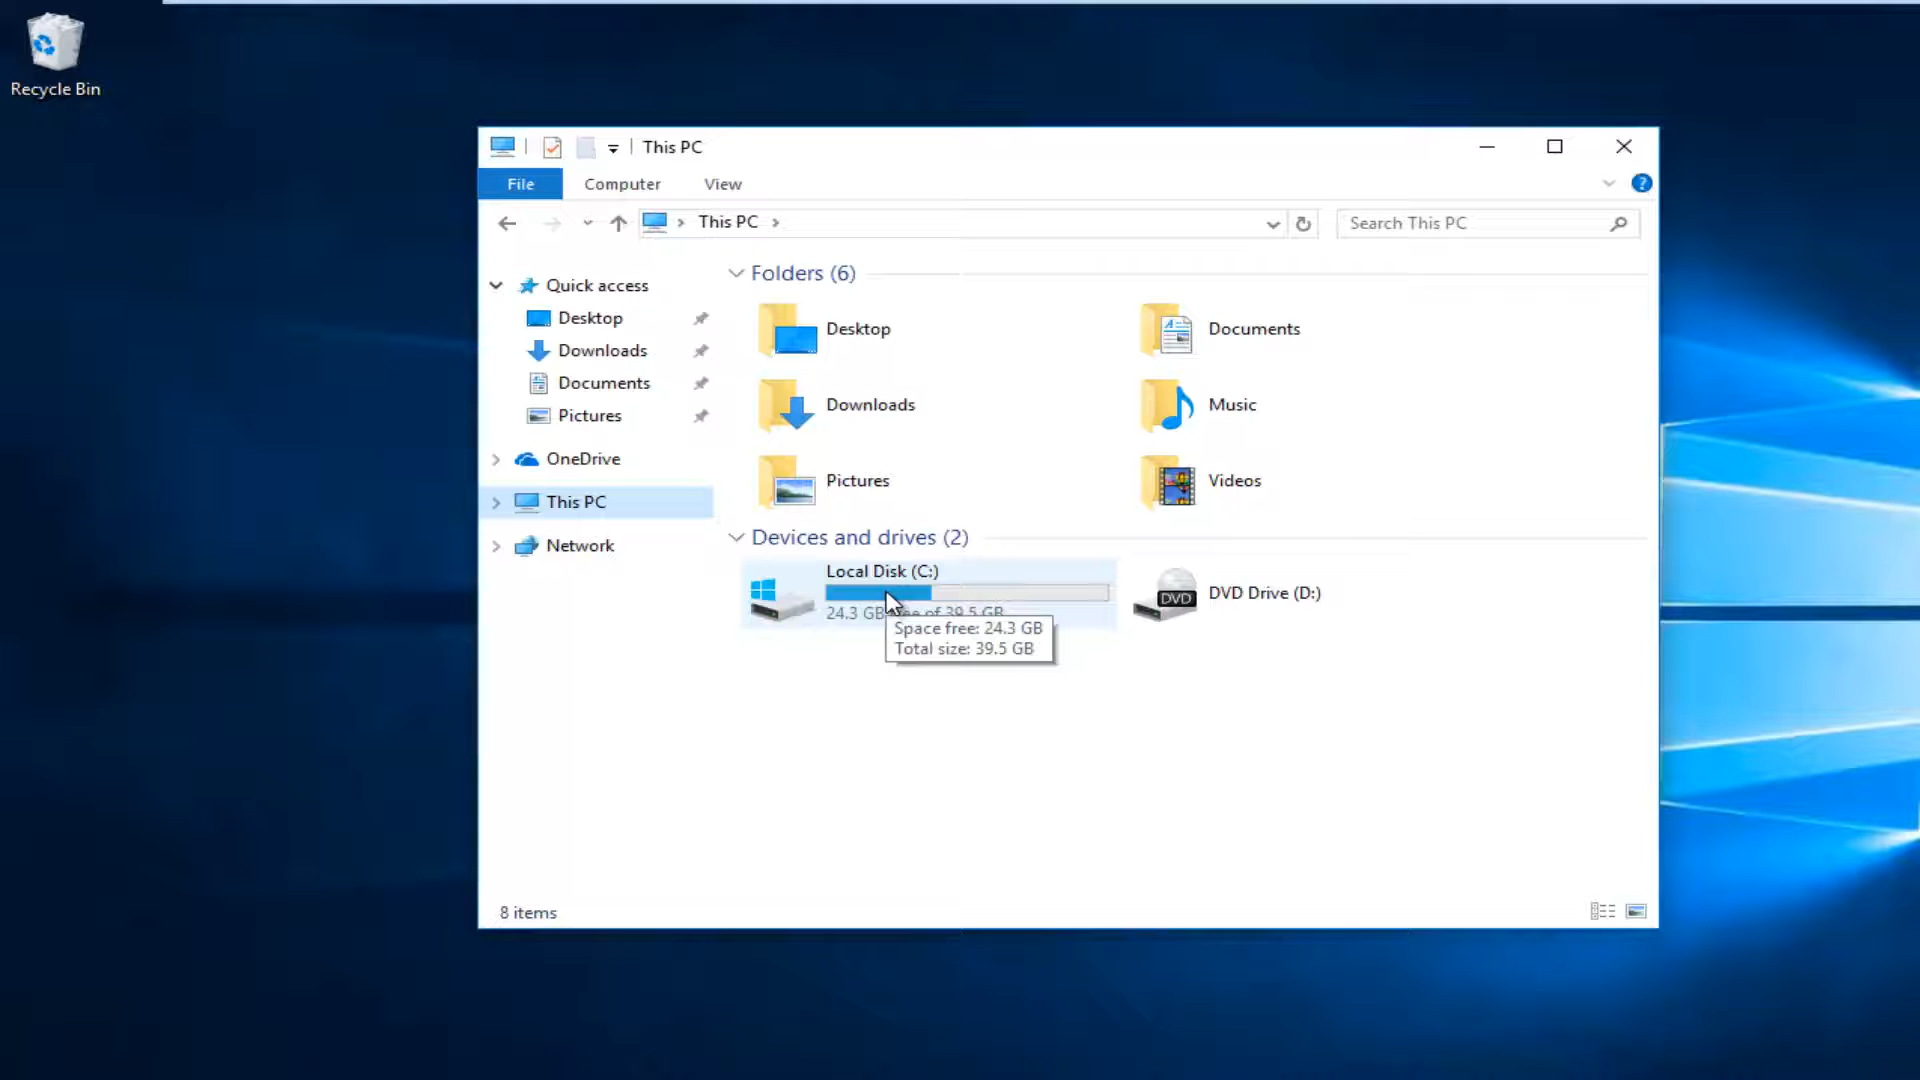 Recycle Bin
This PC
File
Computer
View
This PC
Search This PC
Quick access
Desktop
Downloads
Documents
Pictures
OneDrive
This PC
Network
Folders (6)
Desktop
Documents
Downloads
Music
Pictures
Videos
Devices and drives (2)
Local Disk (C:)
24.3 GB free of 39.5 GB
Space free: 24.3 GB
Total size: 39.5 GB
DVD
DVD Drive (D:)
8 items